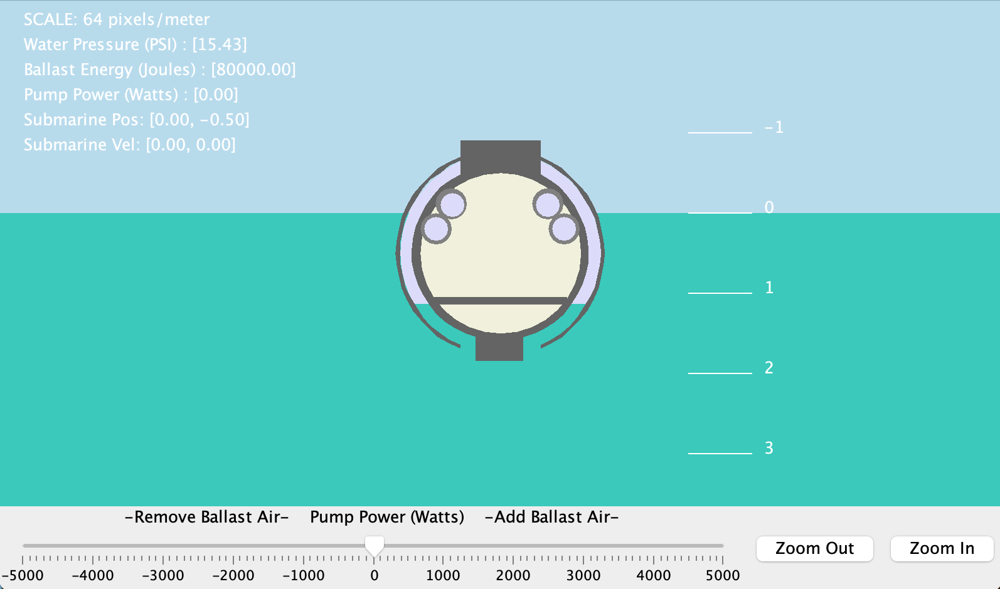 SCALE: 64 pixels/meter
Water Pressure (PSI) : [15.43]
Ballast Energy (Joules) : [80000.00]
Pump Power (Watts) : [0.00]
Submarine Pos: [0.00, -0.50]
Submarine Vel: [0.00, 0.00]
-1
0
1
2
3
-Remove Ballast Air- Pump Power (Watts) -Add Ballast Air-
-5000 -4000 -3000 -2000 -1000 0 1000 2000 3000 4000 5000
Zoom Out Zoom In